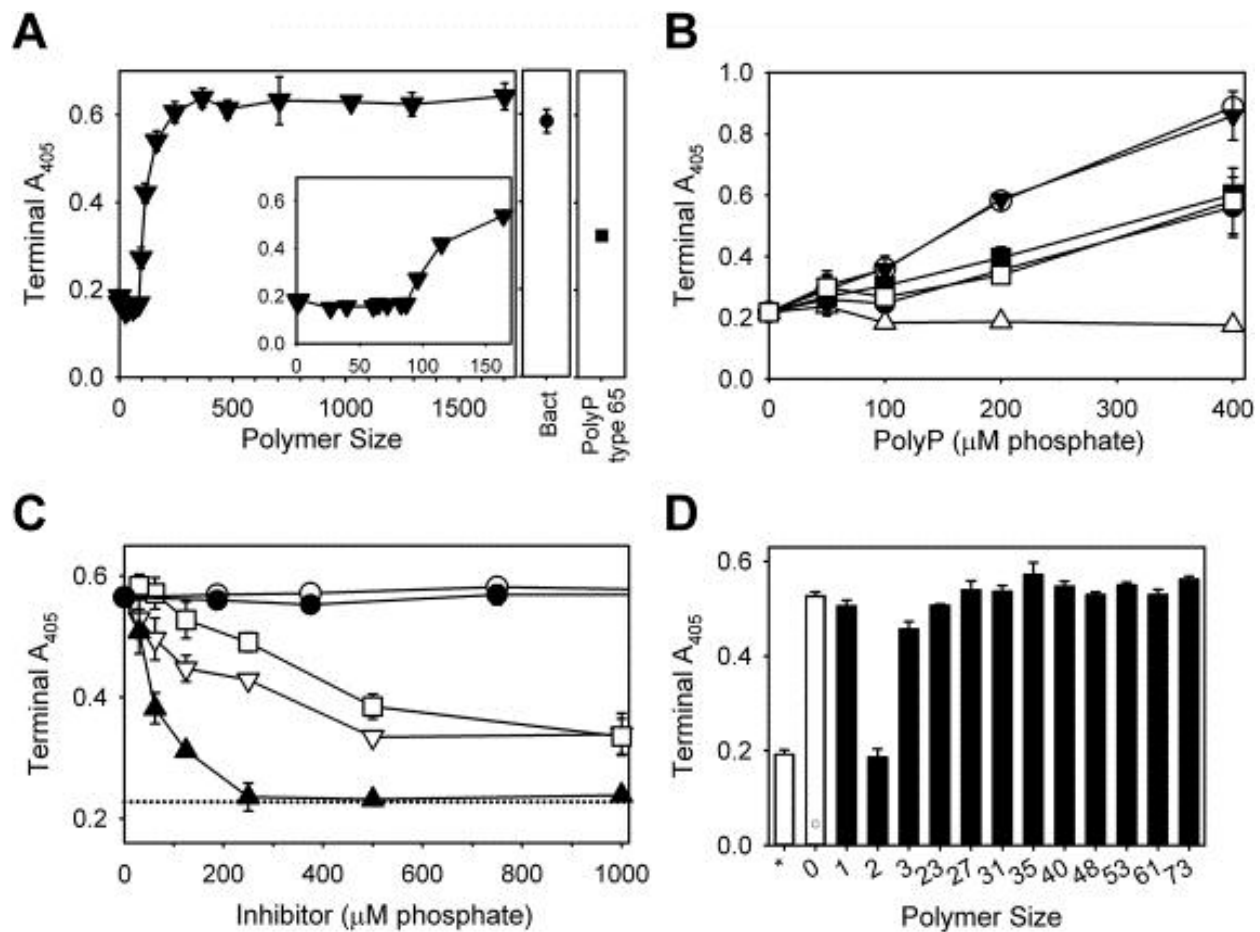 A
Terminal A405
0.6
0.4
0.2
0.0
0.6
0.4
0.2
0.0
0 50 100 150
0 500 1000 1500
Polymer Size
Bact
PolyP type 65
B
Terminal A405
1.0
0.8
0.6
0.4
0.2
0.0
0 100 200 300 400
PolyP (μM phosphate)
C
Terminal A405
0.6
0.4
0.2
0 200 400 600 800 1000
Inhibitor (μM phosphate)
D
Terminal A405
0.6
0.4
0.2
0.0
* 0 1 2 3 23 27 31 35 40 48 53 61 73
Polymer Size